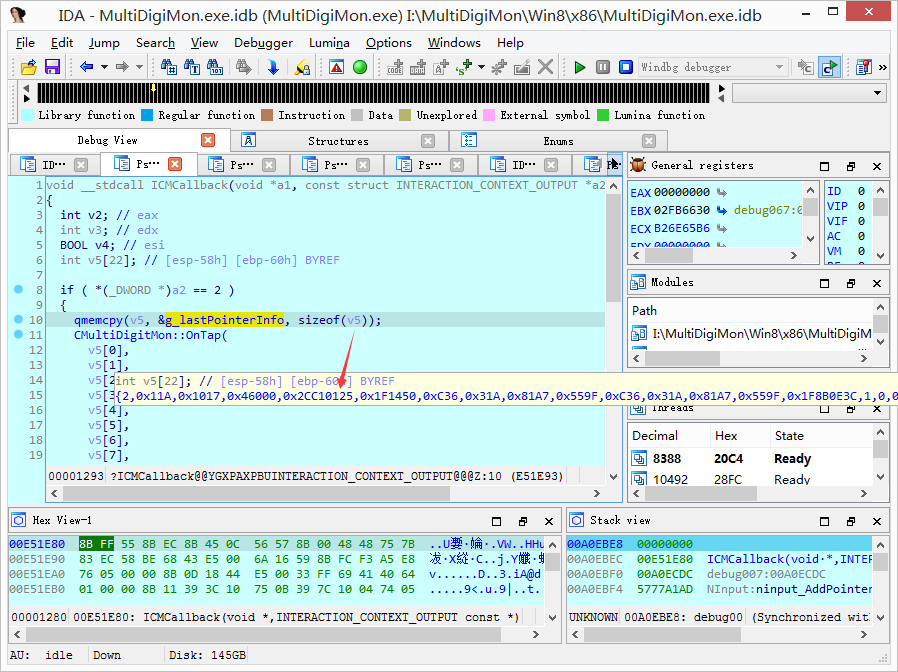 IDA - MultiDigiMon.exe.idb (MultiDigiMon.exe) I:\MultiDigiMon\Win8\x86\MultiDigiMon.exe.idb
File Edit Jump Search View Debugger Lumina Options Windows Help
Windbg debugger
Library function Regular function Instruction Data Unexplored External symbol Lumina function
Debug View Structures Enums
ID··· Ps··· P··· P··· P··· ID···
1 void __stdcall ICMCallback(void *a1, const struct INTERACTION_CONTEXT_OUTPUT *a2
2 {
3 int v2; // eax
4 int v3; // edx
5 BOOL v4; // esi
6 int v5[22]; // [esp-58h] [ebp-60h] BYREF
7
8 if ( *(_DWORD *)a2 == 2 )
9 {
10 qmemcpy(v5, &g_lastPointerInfo, sizeof(v5));
11 CMultiDigitMon::OnTap(
12 v5[0],
13 v5[1],
14 v5[2
int v5[22]; // [esp-58h] [ebp-60h] BYREF
15 v5[3
{2,0x11A,0x1017,0x46000,0x2CC10125,0x1F1450,0xC36,0x31A,0x81A7,0x559F,0xC36,0x31A,0x81A7,0x559F,0x1F8B0E3C,1,0,0
16 v5[4],
17 v5[5],
18 v5[6],
19 v5[7],
00001293 ?ICMCallback@@YGXPAXPBUINTERACTION_CONTEXT_OUTPUT@@@Z:10 (E51E93)
General registers
EAX 00000000
EBX 02FB6630 debug067:0
ECX B26E65B6
EDX 00000000
ID 0
VIP 0
VIF 0
AC 0
VM 0
Modules
Path
I:\MultiDigiMon\Win8\x86\MultiDigiM
Threads
Decimal Hex State
8388 20C4 Ready
10492 28FC Ready
Hex View-1
00E51E80 8B FF 55 8B EC 8B 45 0C 56 57 8B 00 48 48 75 7B
00E51E90 83 EC 58 BE 68 43 E5 00 6A 16 59 8B FC F3 A5 E8
00E51EA0 76 05 00 00 8B 0D 18 44 E5 00 33 FF 69 41 40 64 v......D..3.iA@d
00E51EB0 01 00 00 8B 11 39 3C 10 75 0B 39 7C 10 04 74 05 .....9<.u.9|..t.
00001280 00E51E80: ICMCallback(void *,INTERACTION_CONTEXT_OUTPUT const *)
Stack view
00A0EBE8 00000000
00A0EBEC 00E51E80 ICMCallback(void *,INTER
00A0EBF0 00A0ECDC debug007:00A0ECDC
00A0EBF4 5777A1AD NInput:ninput_AddPointer
UNKNOWN 00A0EBE8: debug00 (Synchronized wit
AU: idle Down Disk: 145GB